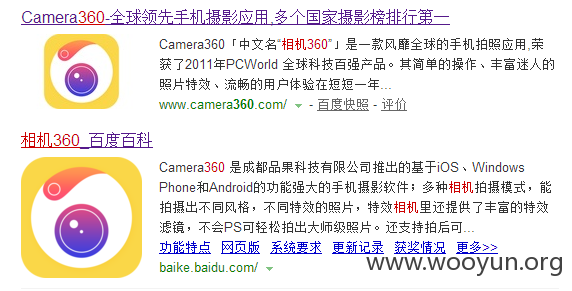 Camera360-全球领先手机摄影应用,多个国家摄影榜排行第一
Camera360「中文名“相机360”」是一款风靡全球的手机拍照应用,荣
获了2011年PCWorld 全球科技百强产品。其简单的操作、丰富迷人的
照片特效、流畅的用户体验在短短一年...
www.camera360.com/ - 百度快照 - 评价
相机360_百度百科
Camera360 是成都品果科技有限公司推出的基于iOS、Windows
Phone和Android的功能强大的手机摄影软件；多种相机拍摄模式，能
拍摄出不同风格，不同特效的照片，特效相机里还提供了丰富的特效
滤镜，不会PS可轻松拍出大师级照片。还支持拍后可...
功能特点 网页版 系统要求 更新记录 获奖情况 更多>>
baike.baidu.com/
www.wooyun.org